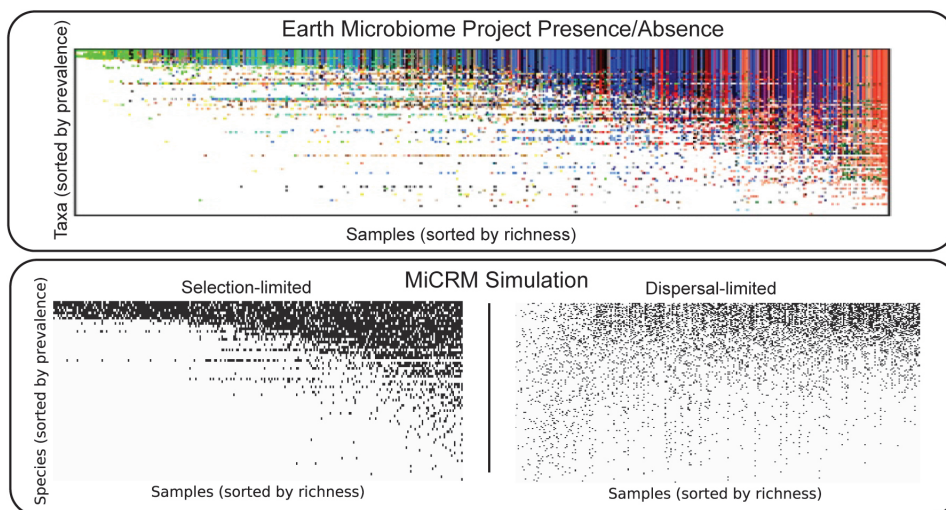 Earth Microbiome Project Presence/Absence
Taxa (sorted by prevalence)
Samples (sorted by richness)
MiCRM Simulation
Selection-limited
Dispersal-limited
Species (sorted by prevalence)
Samples (sorted by richness)
Samples (sorted by richness)